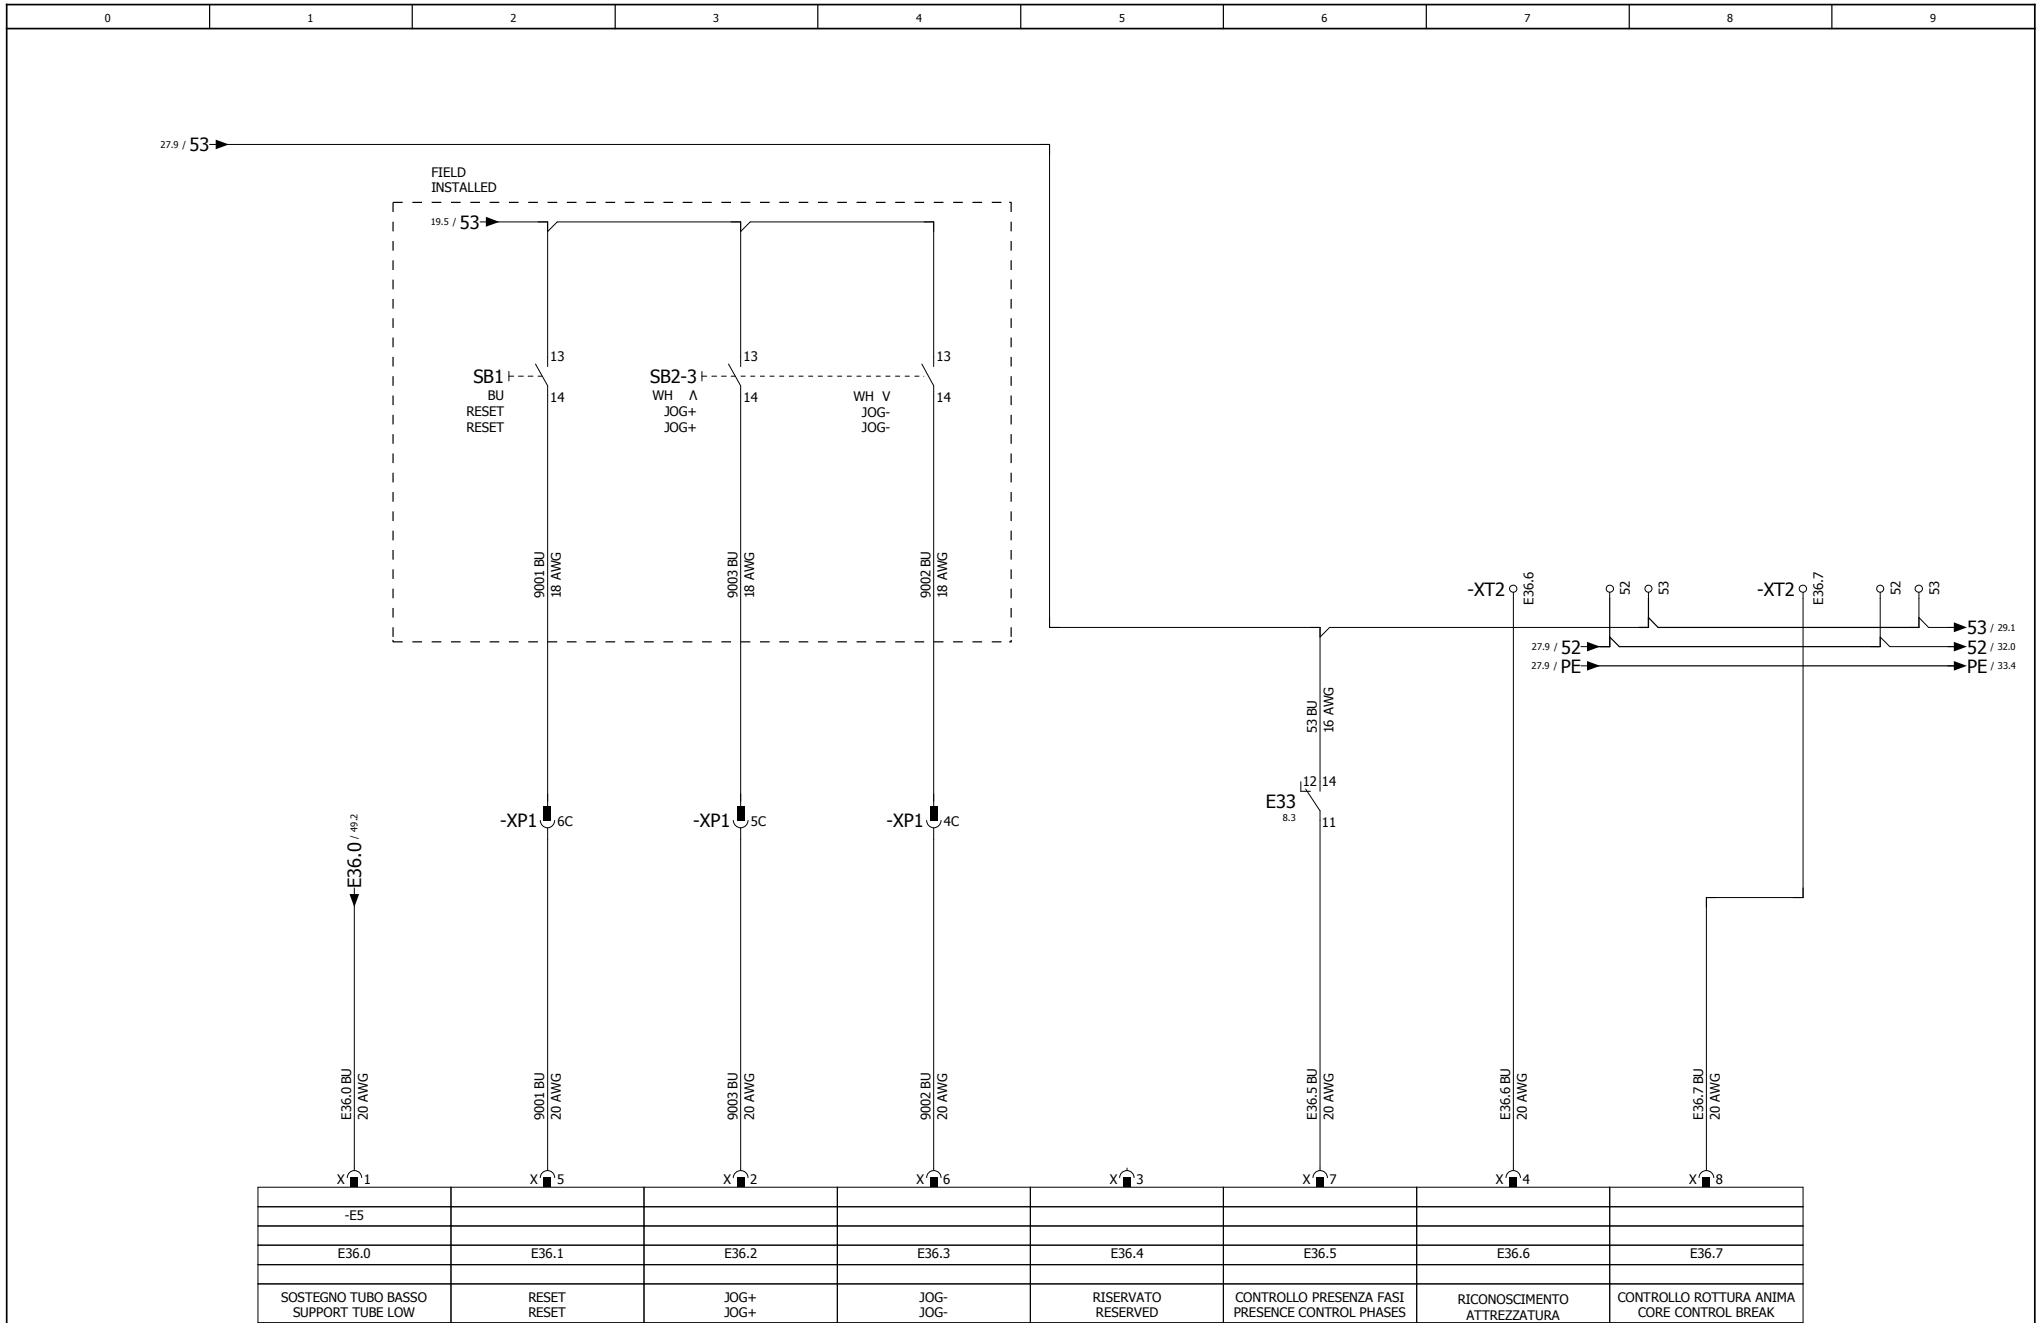 0 1 2 3 4 5 6 7 8 9
27.9 / 53
FIELD
INSTALLED
19.5 / 53
13 13 13
SB1 SB2-3
BU WH Λ WH V
14 14 14
RESET JOG+ JOG-
RESET JOG+ JOG-
9001 BU
18 AWG
9003 BU
18 AWG
9002 BU
18 AWG
-XT2 E36.6 52 53 -XT2 E36.7 52 53
53 / 29.1
27.9 / 52 52 / 32.0
27.9 / PE PE / 33.4
53 BU
16 AWG
12 14
E33
8.3
11
-XP1 6C -XP1 5C -XP1 4C
E36.0 / 49.2
E36.0 BU
20 AWG
9001 BU
20 AWG
9003 BU
20 AWG
9002 BU
20 AWG
E36.5 BU
20 AWG
E36.6 BU
20 AWG
E36.7 BU
20 AWG
X 1 X 5 X 2 X 6 X 3 X 7 X 4 X 8
-E5
E36.0 E36.1 E36.2 E36.3 E36.4 E36.5 E36.6 E36.7
SOSTEGNO TUBO BASSO RESET JOG+ JOG- RISERVATO CONTROLLO PRESENZA FASI RICONOSCIMENTO CONTROLLO ROTTURA ANIMA
SUPPORT TUBE LOW RESET JOG+ JOG- RESERVED PRESENCE CONTROL PHASES ATTREZZATURA CORE CONTROL BREAK